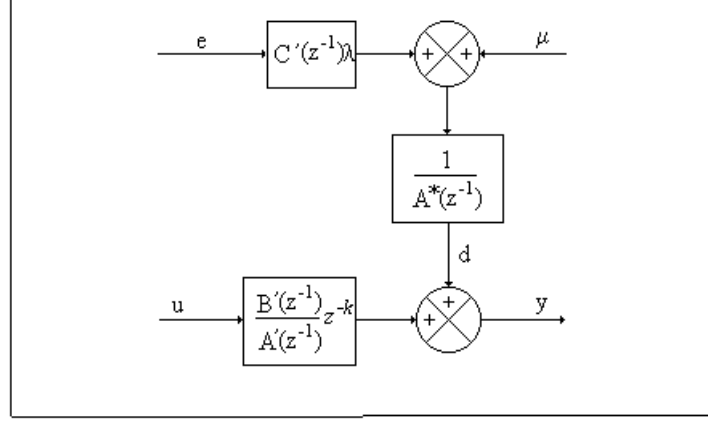 e
C´(z⁻¹)λ
+ +
μ
1
A*(z⁻¹)
d
u
B´(z⁻¹)
A´(z⁻¹)
z⁻ᵏ
+
+
y